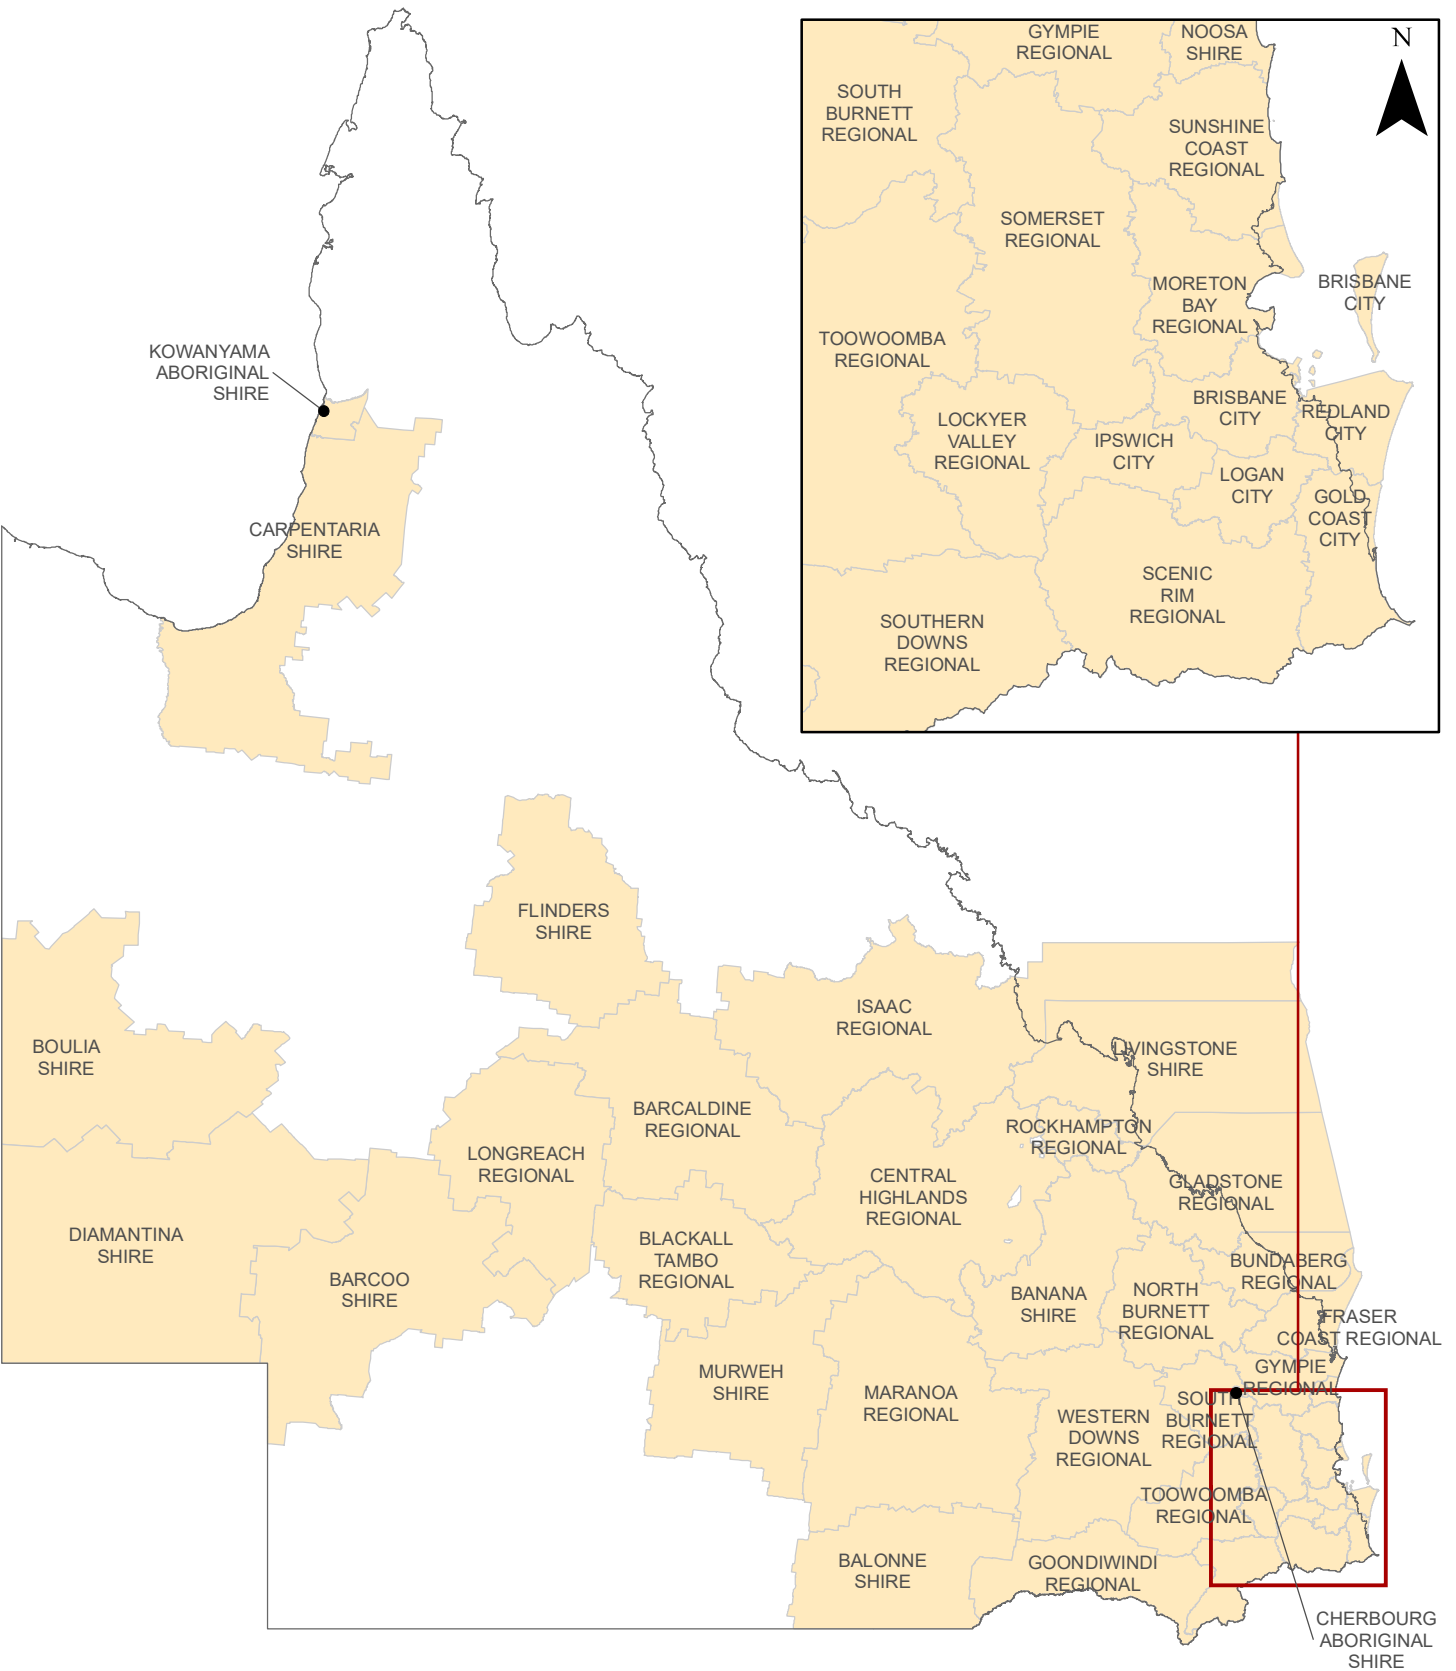 GYMPIE
REGIONAL
NOOSA
SHIRE
N
SOUTH
BURNETT
REGIONAL
SUNSHINE
COAST
REGIONAL
SOMERSET
REGIONAL
MORETON
BAY
REGIONAL
BRISBANE
CITY
TOOWOOMBA
REGIONAL
BRISBANE
CITY
REDLAND
CITY
LOCKYER
VALLEY
REGIONAL
IPSWICH
CITY
LOGAN
CITY
GOLD
COAST
CITY
SCENIC
RIM
REGIONAL
SOUTHERN
DOWNS
REGIONAL
KOWANYAMA
ABORIGINAL
SHIRE
CARPENTARIA
SHIRE
FLINDERS
SHIRE
ISAAC
REGIONAL
BOULIA
SHIRE
LIVINGSTONE
SHIRE
BARCALDINE
REGIONAL
ROCKHAMPTON
REGIONAL
LONGREACH
REGIONAL
CENTRAL
HIGHLANDS
REGIONAL
GLADSTONE
REGIONAL
DIAMANTINA
SHIRE
BLACKALL
TAMBO
REGIONAL
BUNDABERG
REGIONAL
BARCOO
SHIRE
BANANA
SHIRE
NORTH
BURNETT
REGIONAL
FRASER
COAST REGIONAL
GYMPIE
REGIONAL
MURWEH
SHIRE
MARANOA
REGIONAL
SOUTH
BURNETT
REGIONAL
WESTERN
DOWNS
REGIONAL
TOOWOOMBA
REGIONAL
BALONNE
SHIRE
GOONDIWINDI
REGIONAL
CHERBOURG
ABORIGINAL
SHIRE